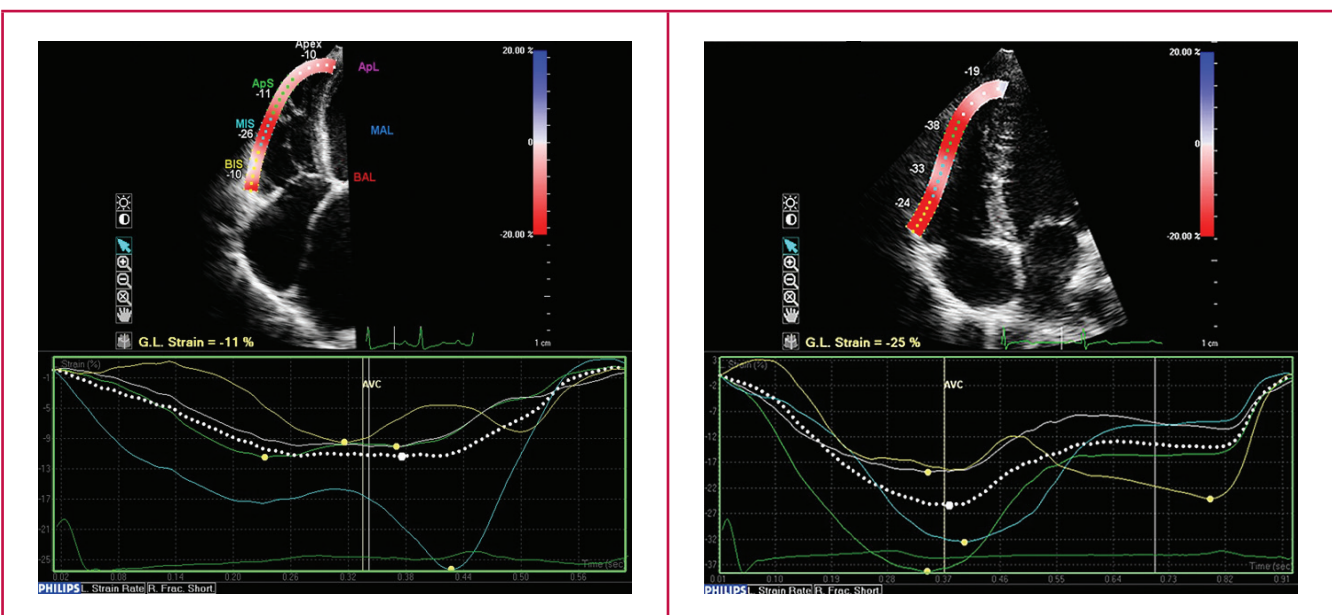 Apex
-10
ApS
-11
MIS
-26
BIS
-10
ApL
MAL
BAL
20.00 %
0
-20.00 %
G.L. Strain = -11 %
1 cm
Strain (%)
AVC
-1
-5
-9
-13
-17
-21
-25
Time (sec
0.02 0.08 0.14 0.20 0.26 0.32 0.38 0.44 0.50 0.56
PHILIPS L. Strain Rate R. Frac. Short.
-19
-38
-33
-24
20.00 %
0
-20.00 %
G.L. Strain = -25 %
1 cm
3
Strain (%)
AVC
-2
-7
-12
-17
-22
-27
-32
-37
Time (sec
0.01 0.10 0.19 0.28 0.37 0.46 0.55 0.64 0.73 0.82 0.91
PHILIPS L. Strain Rate R. Frac. Short.